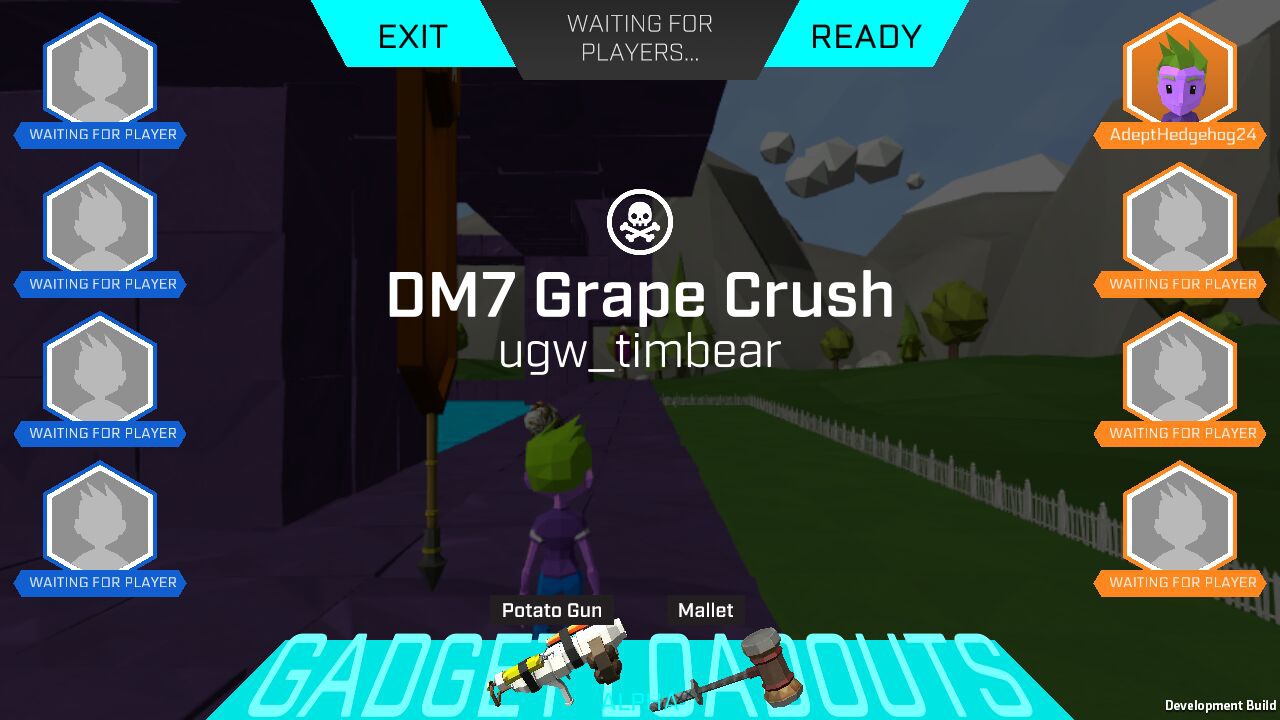 EXIT
WAITING FOR
PLAYERS...
READY
WAITING FOR PLAYER
AdeptHedgehog24
WAITING FOR PLAYER
WAITING FOR PLAYER
DM7 Grape Crush
ugw_timbear
WAITING FOR PLAYER
WAITING FOR PLAYER
WAITING FOR PLAYER
WAITING FOR PLAYER
Potato Gun
Mallet
GADGET LOADOUTS
ALPHA
Development Build